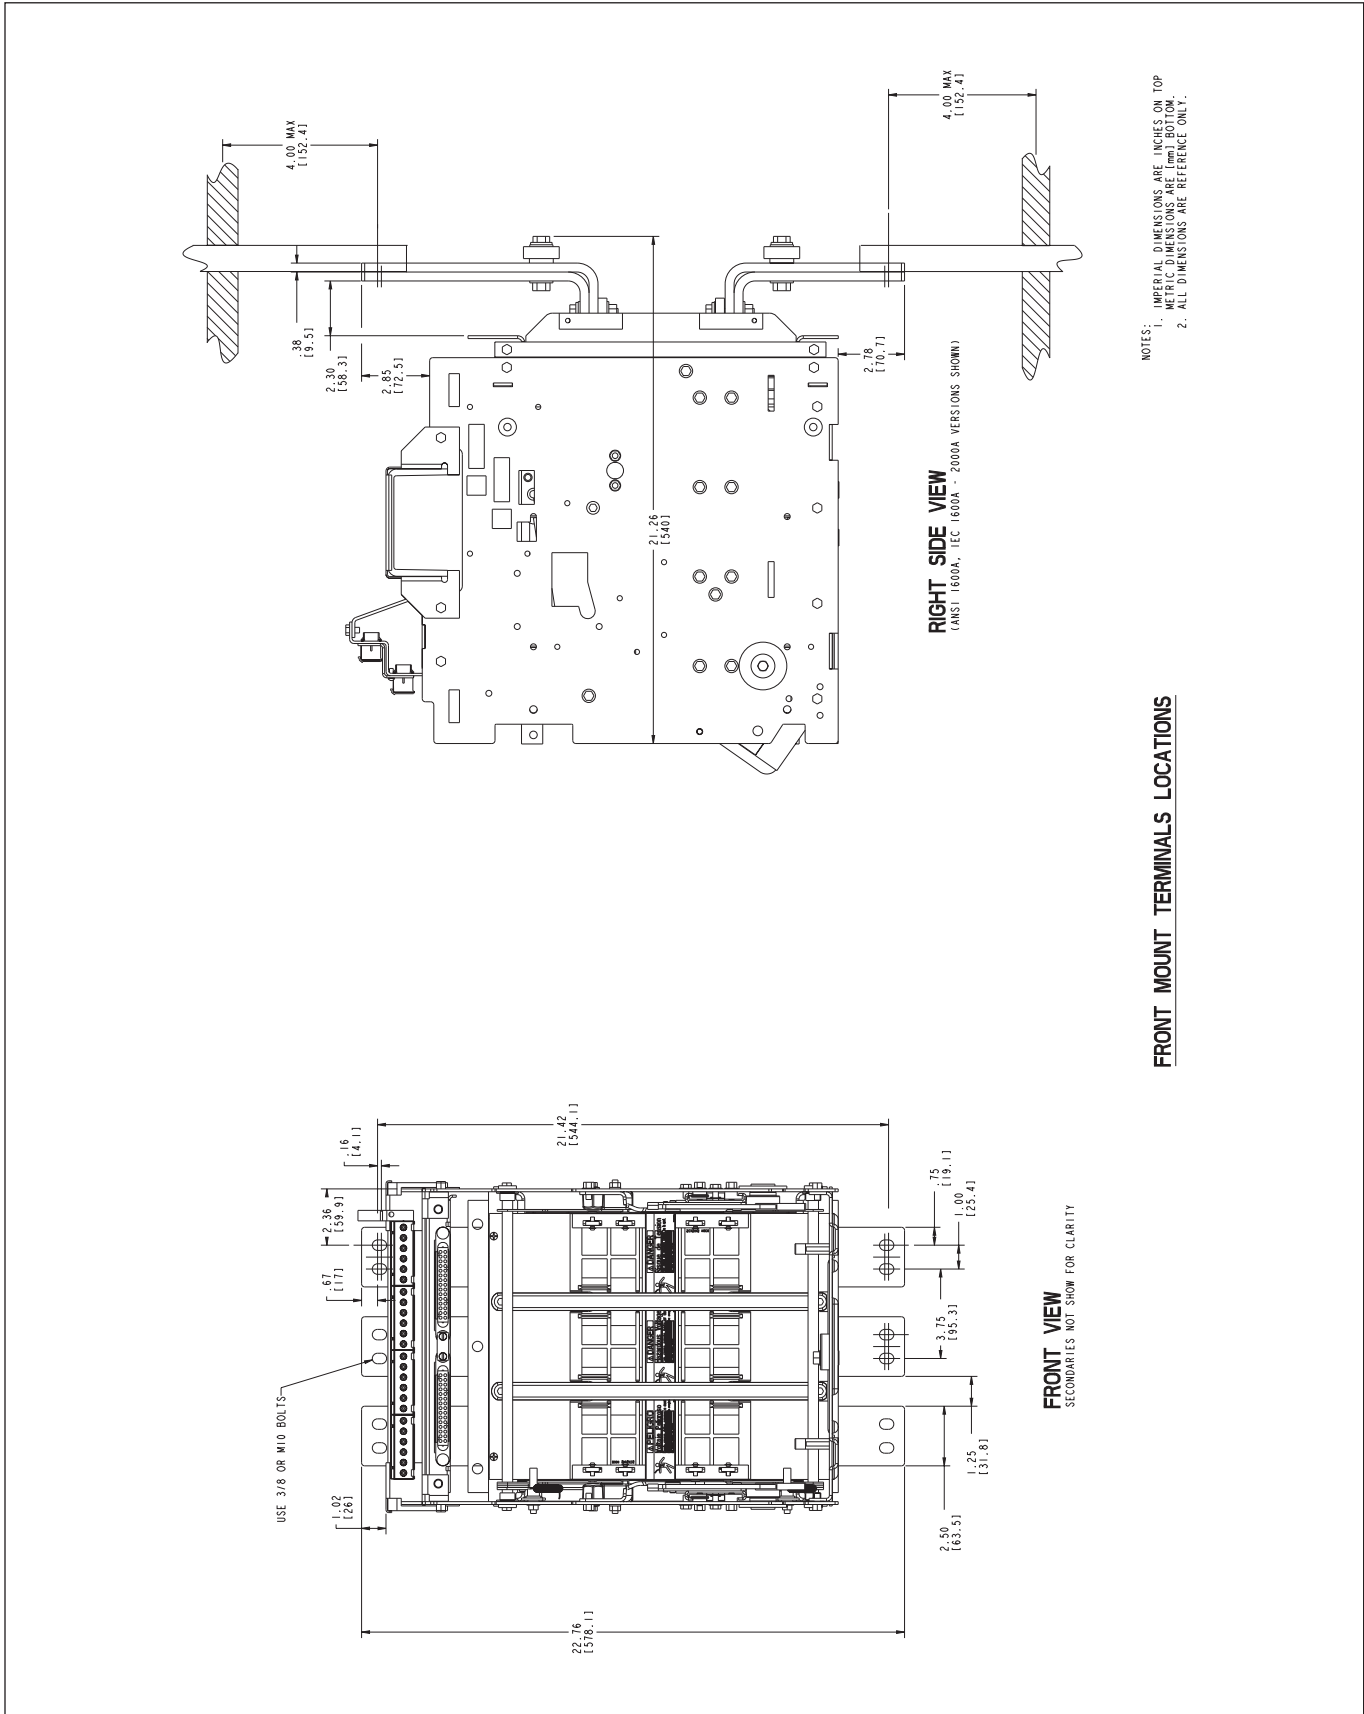 USE 3/8 OR M10 BOLTS
1.02
[26]
.67
[17]
2.36
[59.9]
.16
[4.1]
21.42
[544.1]
22.76
[578.1]
.75
[19.1]
1.00
[25.4]
3.75
[95.3]
1.25
[31.8]
2.50
[63.5]
FRONT VIEW
SECONDARIES NOT SHOW FOR CLARITY
4.00 MAX
[152.4]
.38
[9.5]
2.30
[58.3]
2.85
[72.5]
21.26
[540]
2.78
[70.7]
4.00 MAX
[152.4]
RIGHT SIDE VIEW
(ANSI 1600A, IEC 1600A - 2000A VERSIONS SHOWN)
FRONT MOUNT TERMINALS LOCATIONS
NOTES:
1. IMPERIAL DIMENSIONS ARE INCHES ON TOP
METRIC DIMENSIONS ARE [mm] BOTTOM.
2. ALL DIMENSIONS ARE REFERENCE ONLY.
DANGER
DANGER